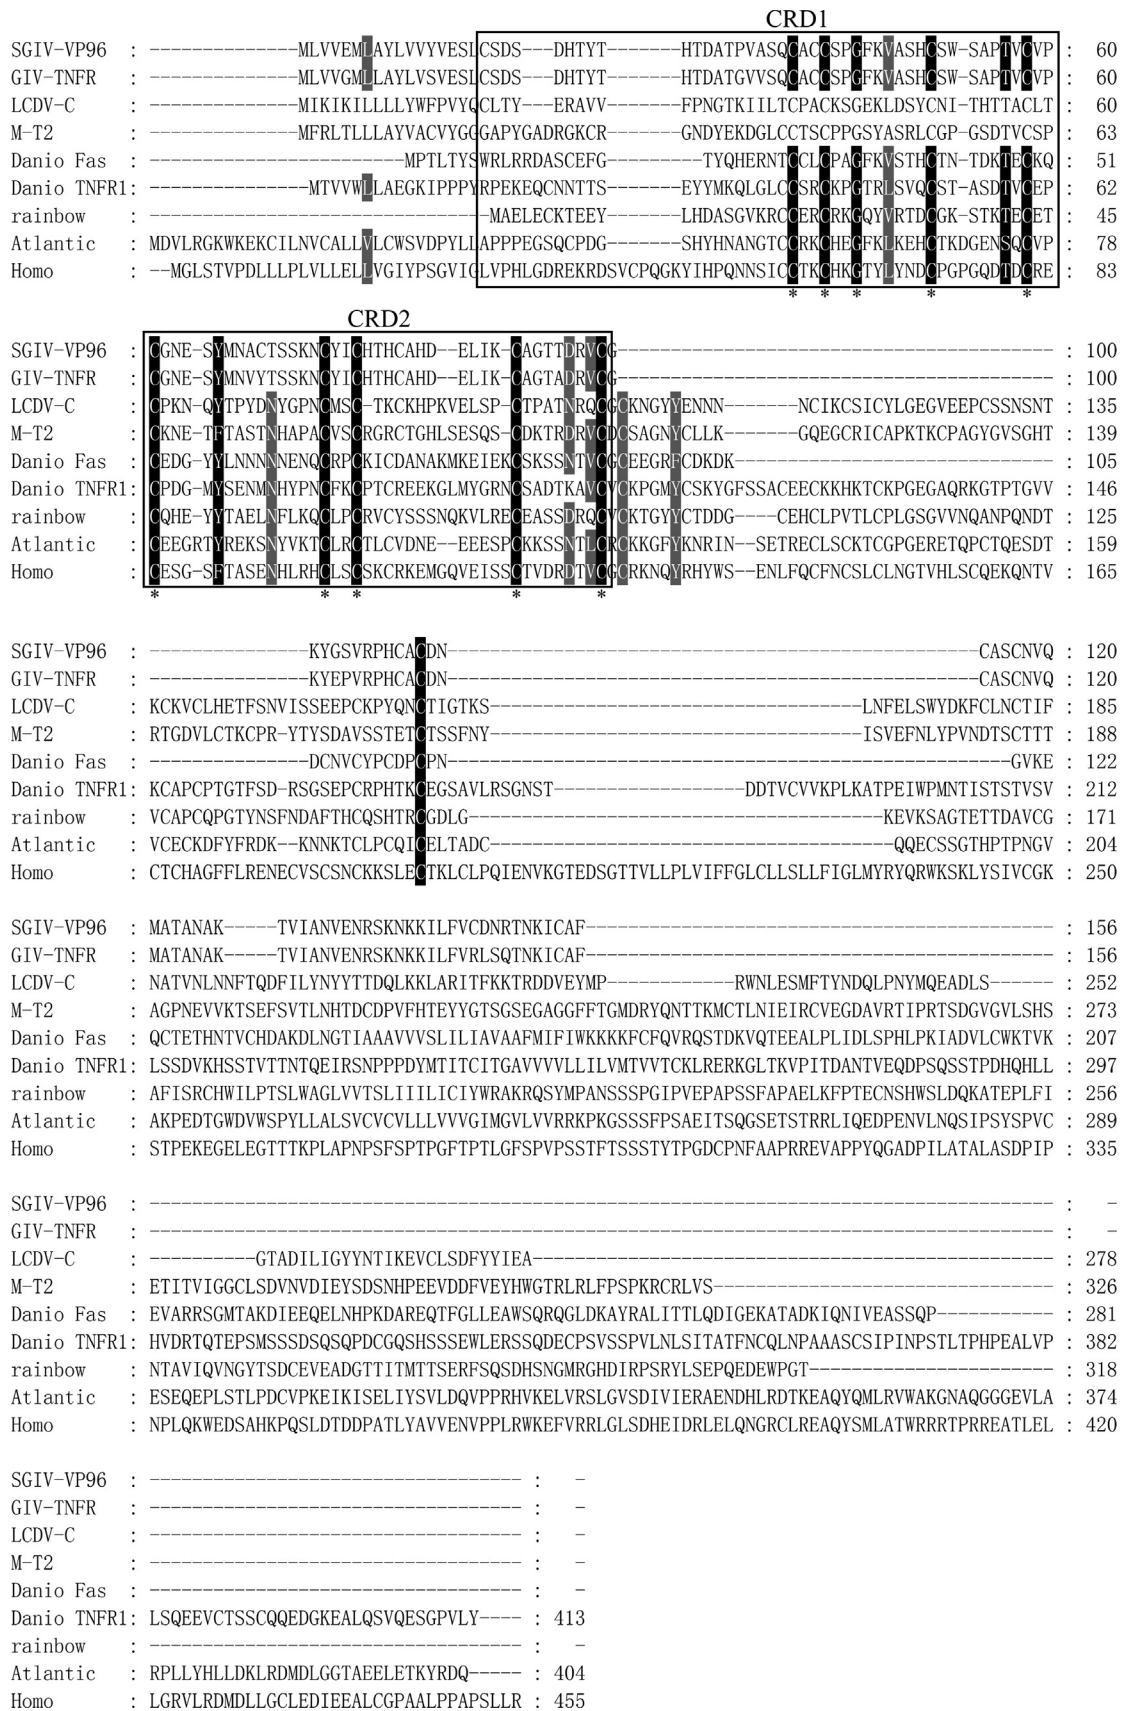 CRD1
SGIV-VP96 : --------------MLVVEMLAYLVVYVESLCSDS---DHTYT-------HTDATPVASQCACCSPGFKVASHCSW-SAPTVCVP : 60
GIV-TNFR : --------------MLVVGMLLAYLVSVESLCSDS---DHTYT-------HTDATGVVSQCACCSPGFKVASHCSW-SAPTVCVP : 60
LCDV-C : --------------MIKIKILLLLYWFPVYQCLTY---ERAVV-------FPNGTKIILTCPACKSGEKLDSYCNI-THTTACLT : 60
M-T2 : --------------MFRLTLLLAYVACVYGGGAPYGADRGKCR-------GNDYEKDGLCCTSCPPGSYASRLCGP-GSDTVCSP : 63
Danio Fas : ------------------------MPTLTYSWRLRRDASCEFG---------TYQHERNTCCLCPAGFKVSTHCTN-TDKTECKQ : 51
Danio TNFR1: ---------------MTVVWLLAEGKIPPPYRPEKEQCNNTTS-------EYYMKQLGLCCSRCKPGTRLSVQCST-ASDTVCEP : 62
rainbow : --------------------------------MAELECKTEEY-------LHDASGVKRCCERCRKGQYVRTDCGK-STKTECET : 45
Atlantic : MDVLRGKWKEKCILNVCALLVLCWSVDPYLLAPPPEGSQCPDG-------SHYHNANGTCCRKCHEGFKLKEHCTKDGENSQCVP : 78
Homo : --MGLSTVPDLLLPLVLLELLVGIYPSGVIGLVPHLGDREKRDSVCPQGKYIHPQNNSICCTKCHKGTYLYNDCPGPGQDTDCRE : 83
* * * * *
CRD2
SGIV-VP96 : CGNE-SYMNACTSSKNCYICHTHCAHD--ELIK-CAGTTDRVCG----------------------------------------- : 100
GIV-TNFR : CGNE-SYMNVYTSSKNCYICHTHCAHD--ELIK-CAGTADRVCG----------------------------------------- : 100
LCDV-C : CPKN-QYTPYDNYGPNCMSC-TKCKHPKVELSP-CTPATNRQCGCKNGYYENNN-------NCIKCSICYLGEGVEEPCSSNSNT : 135
M-T2 : CKNE-TFTASTNHAPACVSCRGRCTGHLSESQS-CDKTRDRVCDCSAGNYCLLK-------GQEGCRICAPKTKCPAGYGVSGHT : 139
Danio Fas : CEDG-YYLNNNNNENQCRPCKICDANAKMKEIEKCSKSSNTVCGCEEGRFCDKDK------------------------------ : 105
Danio TNFR1: CPDG-MYSENMNHYPNCFKCPTCREEKGLMYGRNCSADTKAVCVCKPGMYCSKYGFSSACEECKKHKTCKPGEGAQRKGTPTGVV : 146
rainbow : CQHE-YYTAELNFLKQCLPCRVCYSSSNQKVLRECEASSDRQCVCKTGYYCTDDG----CEHCLPVTLCPLGSGVVNQANPQNDT : 125
Atlantic : CEEGRTYREKSNYVKTCLRCTLCVDNE-EEESPCKKSSNTLCRCKKGFYKNRIN---SETRECLSCKTCGPGERETQPCTQESDT : 159
Homo : CESG-SFTASENHLRHCLSCSKCRKEMGQVEISSCTVDRDTVCGCRKNQYRHYWS--ENLFQCFNCSLCLNGTVHLSCQEKQNTV : 165
* * * * *
SGIV-VP96 : ---------------KYGSVRPHCACDN--------------------------------------------------CASCNVQ : 120
GIV-TNFR : ---------------KYEPVRPHCACDN--------------------------------------------------CASCNVQ : 120
LCDV-C : KCKVCLHETFSNVISSEEPCKPYQNCTIGTKS-----------------------------------LNFELSWYDKFCLNCTIF : 185
M-T2 : RTGDVLCTKCPR-YTYSDAVSSTETCTSSFNY-----------------------------------ISVEFNLYPVNDTSCTTT : 188
Danio Fas : ---------------DCNVCYPCDPCPN-----------------------------------------------------GVKE : 122
Danio TNFR1: KCAPCPTGTFSD-RSGSEPCRPHTKCEGSAVLRSGNST------------------DDTVCVVKPLKATPEIWPMNTISTSTVSV : 212
rainbow : VCAPCQPGTYNSFNDAFTHCQSHTRCGDLG---------------------------------------KEVKSAGTETTDAVCG : 171
Atlantic : VCECKDFYFRDK--KNNKTCLPCQICELTADC--------------------------------------QQECSSGTHPTPNGV : 204
Homo : CTCHAGFFLRENECVSCSNCKKSLECTKLCLPQIENVKGTEDSGTTVLLPLVIFFGLCLLSLLFIGLMYRYQRWKSKLYSIVCGK : 250
SGIV-VP96 : MATANAK-----TVIANVENRSKNKKILFVCDNRTNKICAF-------------------------------------------- : 156
GIV-TNFR : MATANAK-----TVIANVENRSKNKKILFVRLSQTNKICAF-------------------------------------------- : 156
LCDV-C : NATVNLNNFTQDFILYNYYTTDQLKKLARITFKKTRDDVEYMP------------RWNLESMFTYNDQLPNYMQEADLS------ : 252
M-T2 : AGPNEVVKTSEFSVTLNHTDCDPVFHTEYYGTSGSEGAGGFFTGMDRYQNTTKMCTLNIEIRCVEGDAVRTIPRTSDGVGVLSHS : 273
Danio Fas : QCTETHNTVCHDAKDLNGTIAAAVVVSLILIAVAAFMIFIWKKKKFCFQVRQSTDKVQTEEALPLIDLSPHLPKIADVLCWKTVK : 207
Danio TNFR1: LSSDVKHSSTVTTNTQEIRSNPPPDYMTITCITGAVVVVLLILVMTVVTCKLRERKGLTKVPITDANTVEQDPSQSSTPDHQHLL : 297
rainbow : AFISRCHWILPTSLWAGLVVTSLIIILICIYWRAKRQSYMPANSSSPGIPVEPAPSSFAPAELKFPTECNSHWSLDQKATEPLFI : 256
Atlantic : AKPEDTGWDVWSPYLLALSVCVCVLLLVVVGIMGVLVVRRKPKGSSSFPSAEITSQGSETSTRRLIQEDPENVLNQSIPSYSPVC : 289
Homo : STPEKEGELEGTTTKPLAPNPSFSPTPGFTPTLGFSPVPSSTFTSSSTYTPGDCPNFAAPRREVAPPYQGADPILATALASDPIP : 335
SGIV-VP96 : ------------------------------------------------------------------------------------- : -
GIV-TNFR : ------------------------------------------------------------------------------------- : -
LCDV-C : ----------GTADILIGYYNTIKEVCLSDFYYIEA------------------------------------------------- : 278
M-T2 : ETITVIGGCLSDVNVDIEYSDSNHPEEVDDFVEYHWGTRLRLFPSPKRCRLVS-------------------------------- : 326
Danio Fas : EVARRSGMTAKDIEEQELNHPKDAREQTFGLLEAWSQRQGLDKAYRALITTLQDIGEKATADKIQNIVEASSQP----------- : 281
Danio TNFR1: HVDRTQTEPSMSSSDSQSQPDCGQSHSSSEWLERSSQDECPSVSSPVLNLSITATFNCQLNPAAASCSIPINPSTLTPHPEALVP : 382
rainbow : NTAVIQVNGYTSDCEVEADGTTITMTTSERFSQSDHSNGMRGHDIRPSRYLSEPQEDEWPGT----------------------- : 318
Atlantic : ESEQEPLSTLPDCVPKEIKISELIYSVLDQVPPRHVKELVRSLGVSDIVIERAENDHLRDTKEAQYQMLRVWAKGNAQGGGEVLA : 374
Homo : NPLQKWEDSAHKPQSLDTDDPATLYAVVENVPPLRWKEFVRRLGLSDHEIDRLELQNGRCLREAQYSMLATWRRRTPRREATLEL : 420
SGIV-VP96 : ----------------------------------- : -
GIV-TNFR : ----------------------------------- : -
LCDV-C : ----------------------------------- : -
M-T2 : ----------------------------------- : -
Danio Fas : ----------------------------------- : -
Danio TNFR1: LSQEEVCTSSCQQEDGKEALQSVQESGPVLY---- : 413
rainbow : ----------------------------------- : -
Atlantic : RPLLYHLLDKLRDMDLGGTAEELETKYRDQ----- : 404
Homo : LGRVLRDMDLLGCLEDIEEALCGPAALPPAPSLLR : 455